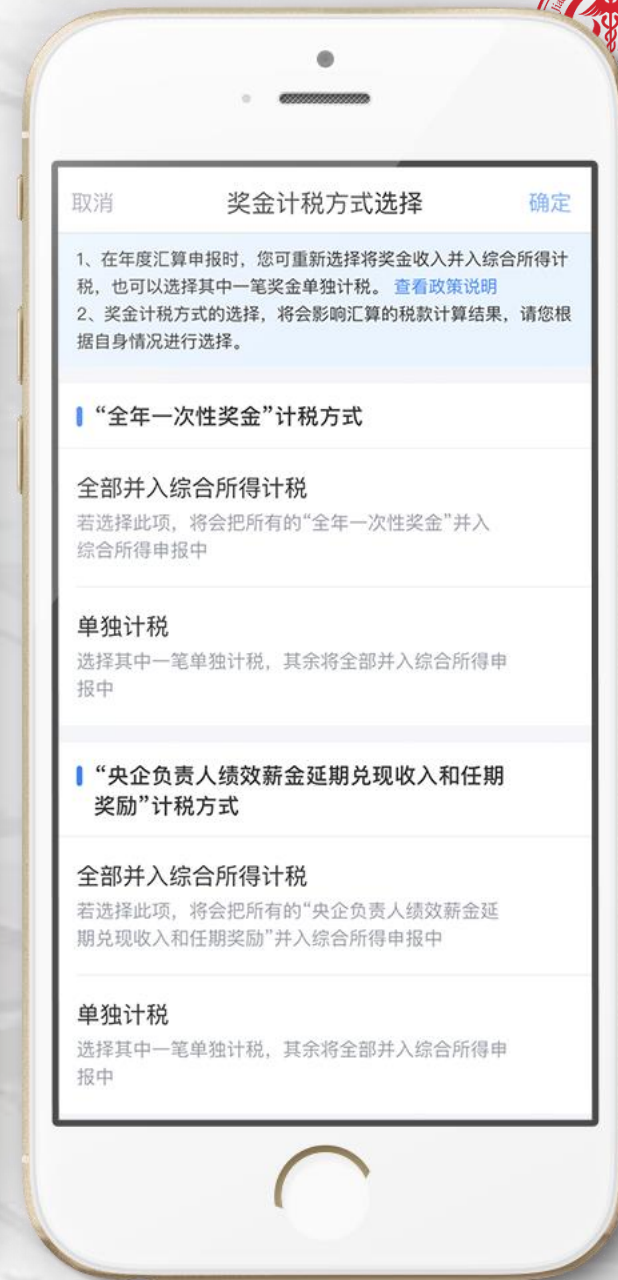 取消 奖金计税方式选择 确定
1、在年度汇算申报时，您可重新选择将奖金收入并入综合所得计
税，也可以选择其中一笔奖金单独计税。 查看政策说明
2、奖金计税方式的选择，将会影响汇算的税款计算结果，请您根
据自身情况进行选择。
“全年一次性奖金”计税方式
全部并入综合所得计税
若选择此项，将会把所有的“全年一次性奖金”并入
综合所得申报中
单独计税
选择其中一笔单独计税，其余将全部并入综合所得申
报中
“央企负责人绩效薪金延期兑现收入和任期
奖励”计税方式
全部并入综合所得计税
若选择此项，将会把所有的“央企负责人绩效薪金延
期兑现收入和任期奖励”并入综合所得申报中
单独计税
选择其中一笔单独计税，其余将全部并入综合所得申
报中